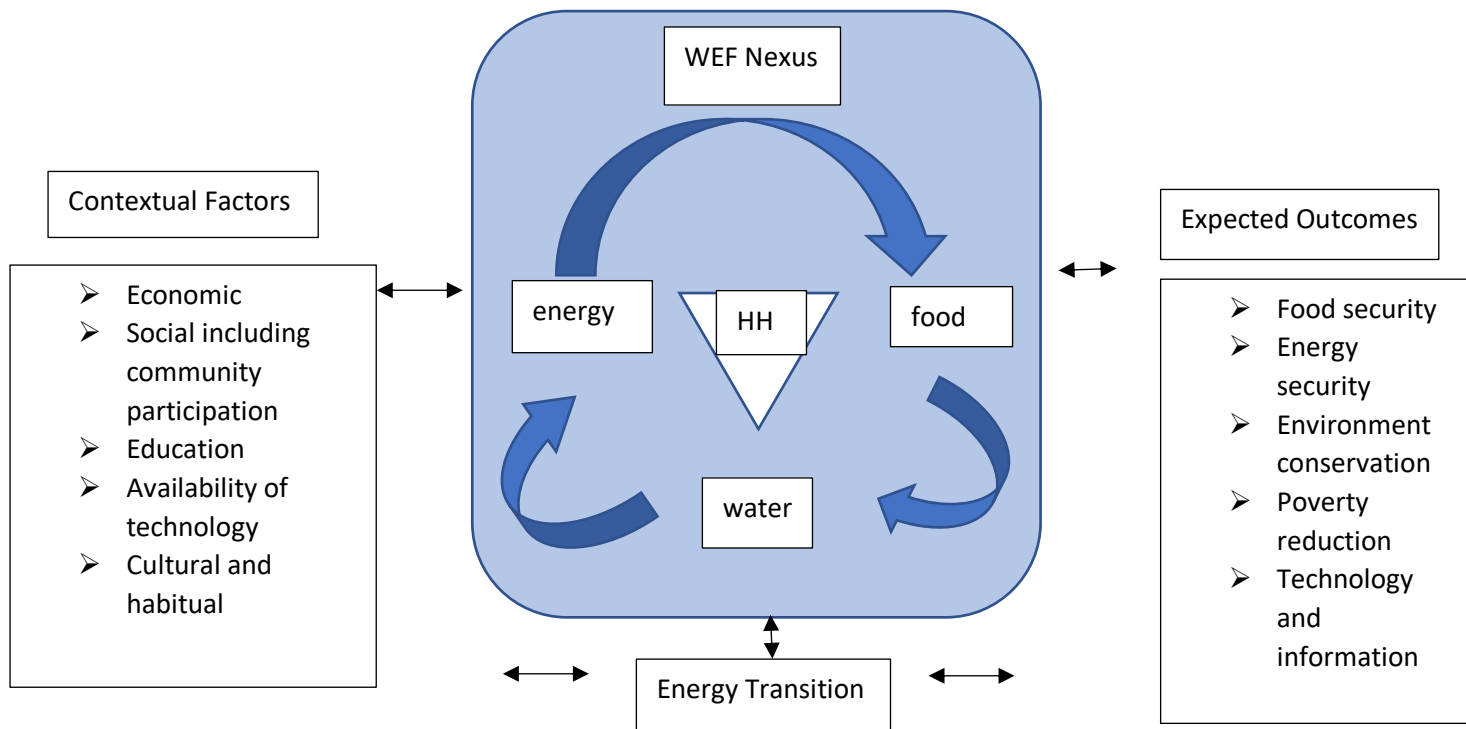 WEF Nexus
Contextual Factors
➢ Economic
➢ Social including
community
participation
➢ Education
➢ Availability of
technology
➢ Cultural and
habitual
energy
HH
food
water
Energy Transition
Expected Outcomes
➢ Food security
➢ Energy
security
➢ Environment
conservation
➢ Poverty
reduction
➢ Technology
and
information